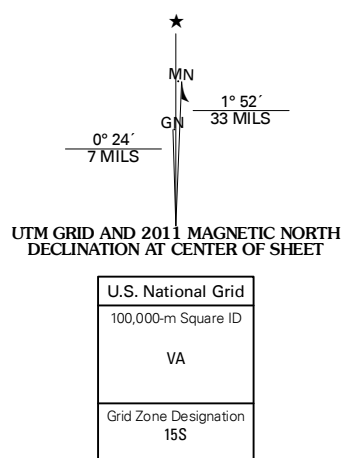 ★
MN
1° 52´
33 MILS
GN
0° 24´
7 MILS
UTM GRID AND 2011 MAGNETIC NORTH
DECLINATION AT CENTER OF SHEET
U.S. National Grid
100,000-m Square ID
VA
Grid Zone Designation
15S